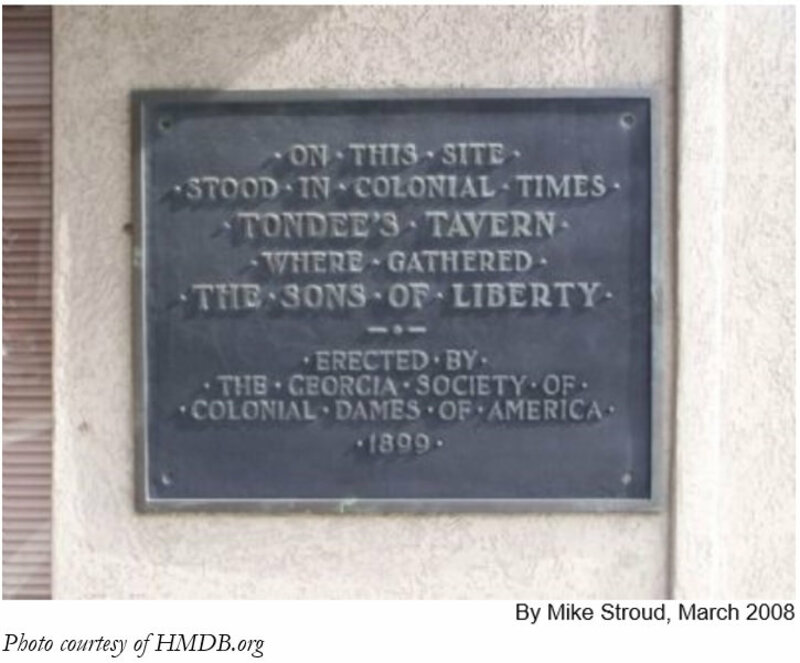 ·ON·THIS·SITE·
·STOOD·IN·COLONIAL·TIMES·
·TONDEE'S·TAVERN·
·WHERE·GATHERED·
·THE·SONS·OF·LIBERTY·
—·—
·ERECTED·BY·
·THE·GEORGIA·SOCIETY·OF·
·COLONIAL·DAMES·OF·AMERICA·
·1899·
By Mike Stroud, March 2008
Photo courtesy of HMDB.org